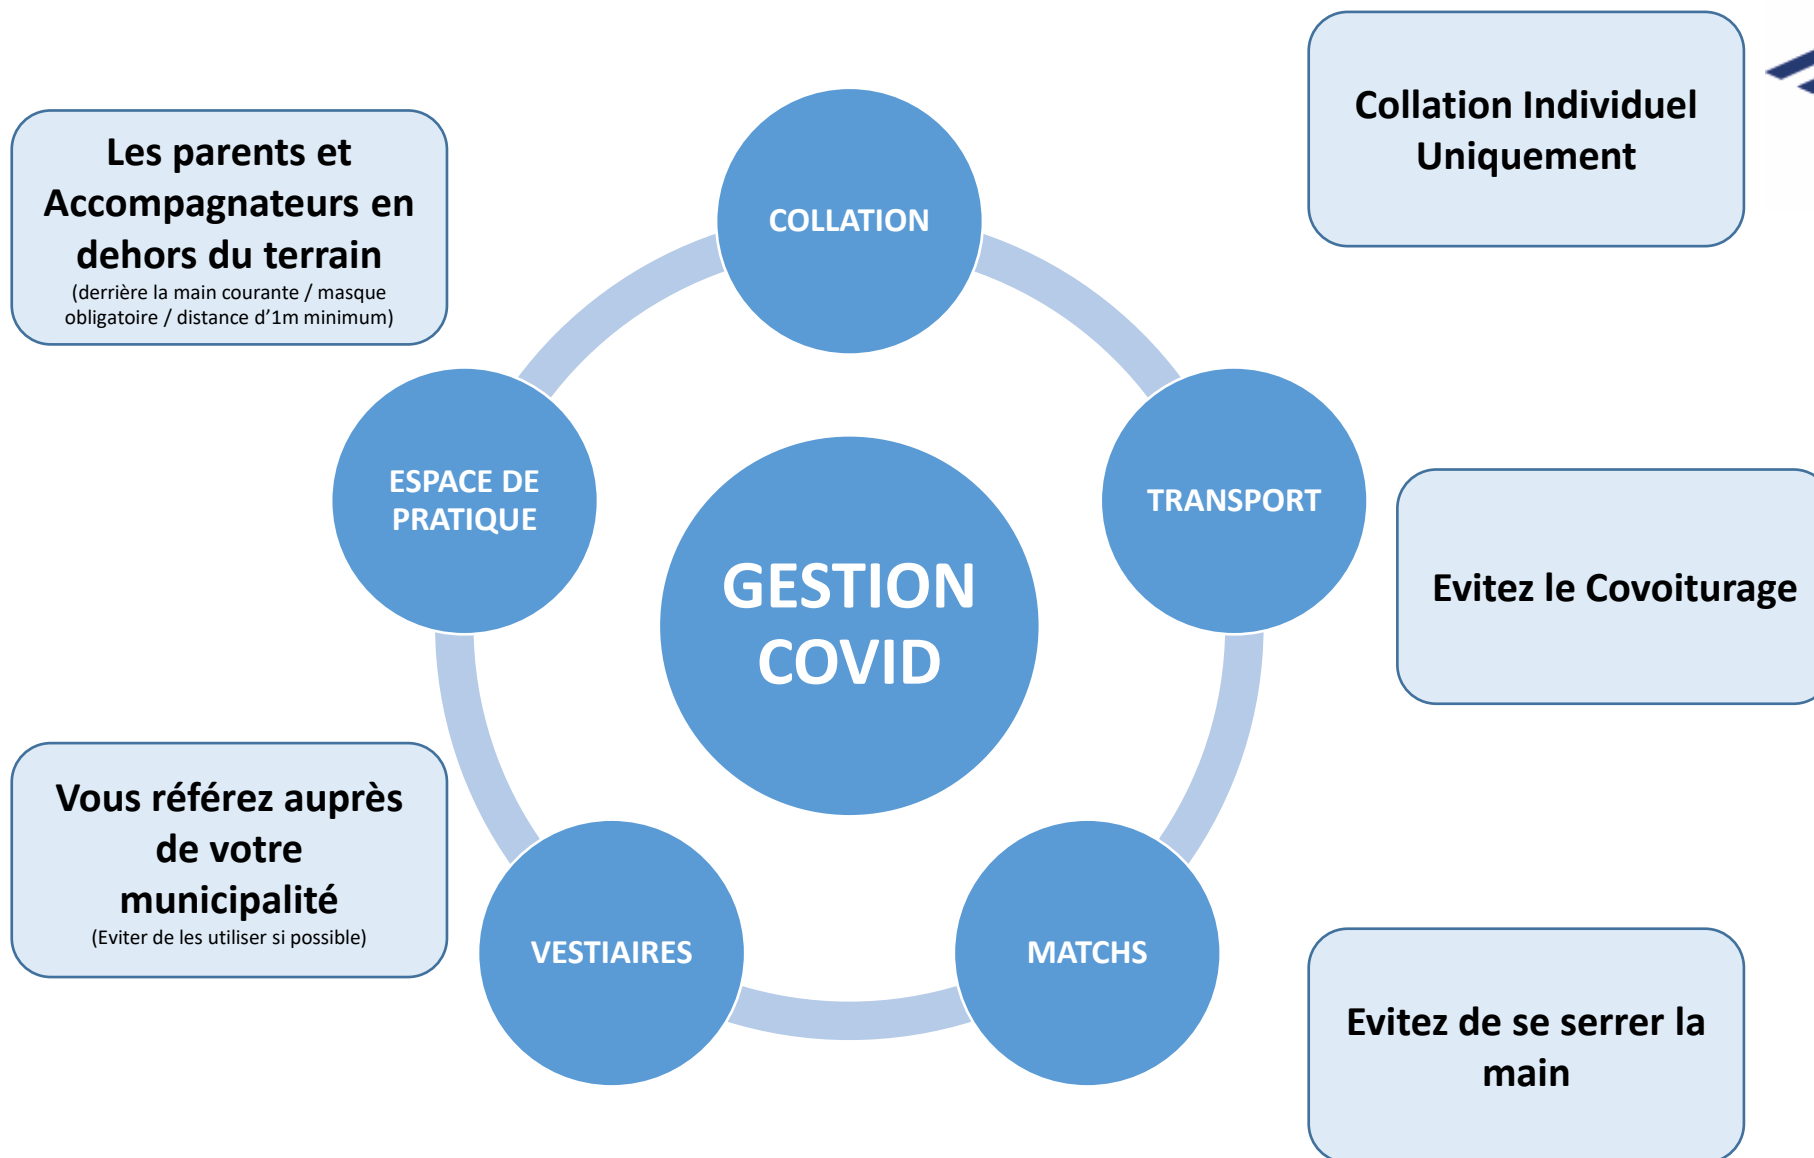 Collation Individuel
Uniquement
Les parents et
Accompagnateurs en
dehors du terrain
(derrière la main courante / masque
obligatoire / distance d'1m minimum)
COLLATION
ESPACE DE
PRATIQUE
TRANSPORT
GESTION
COVID
Evitez le Covoiturage
Vous référez auprès
de votre
municipalité
(Eviter de les utiliser si possible)
VESTIAIRES
MATCHS
Evitez de se serrer la
main